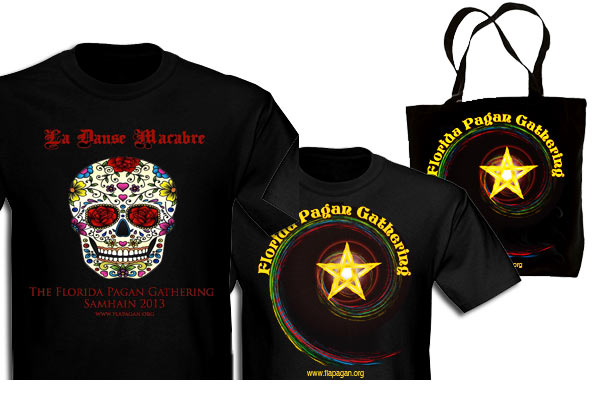 La Danse Macabre
The Florida Pagan Gathering
Samhain 2013
www.flapagan.org
Florida Pagan Gathering
www.flapagan.org
Florida Pagan Gathering
.org